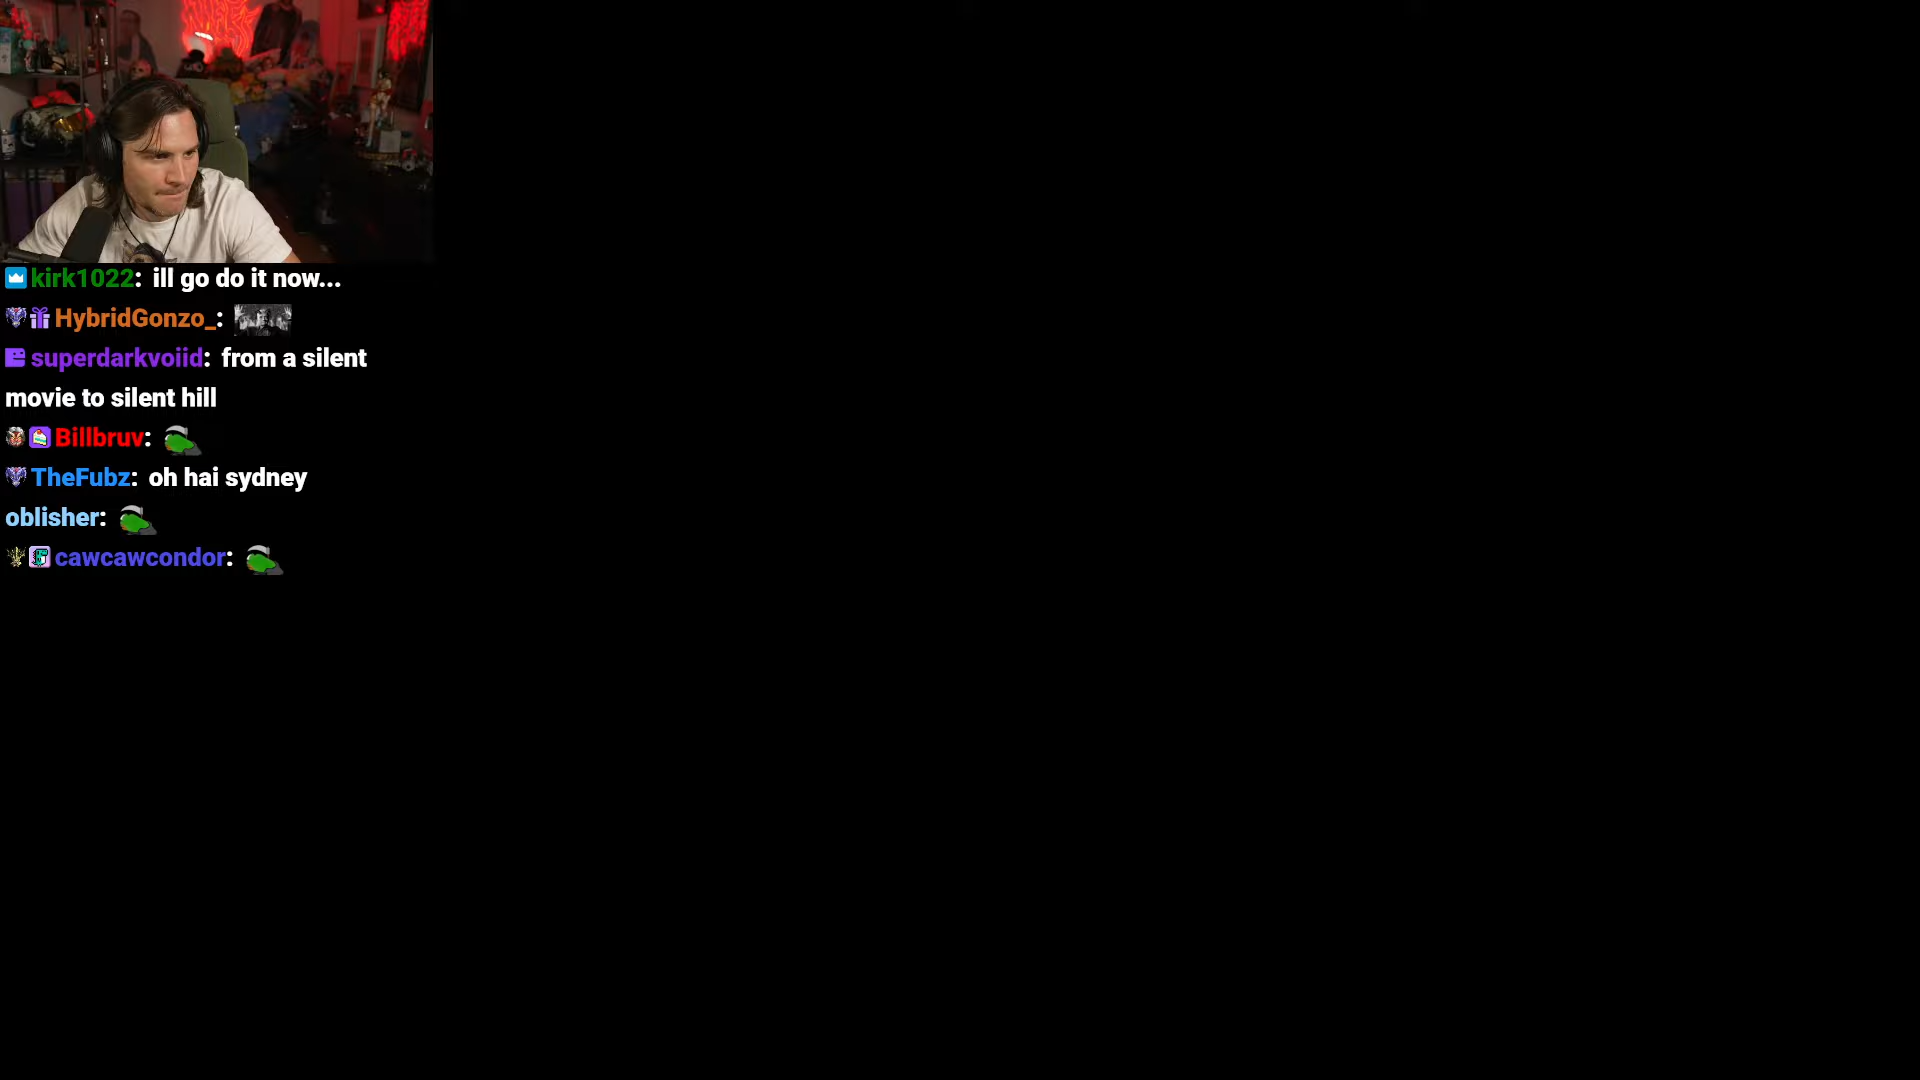 kirk1022: ill go do it now...
HybridGonzo_:
superdarkvoiid: from a silent
movie to silent hill
Billbruv:
TheFubz: oh hai sydney
oblisher:
cawcawcondor: